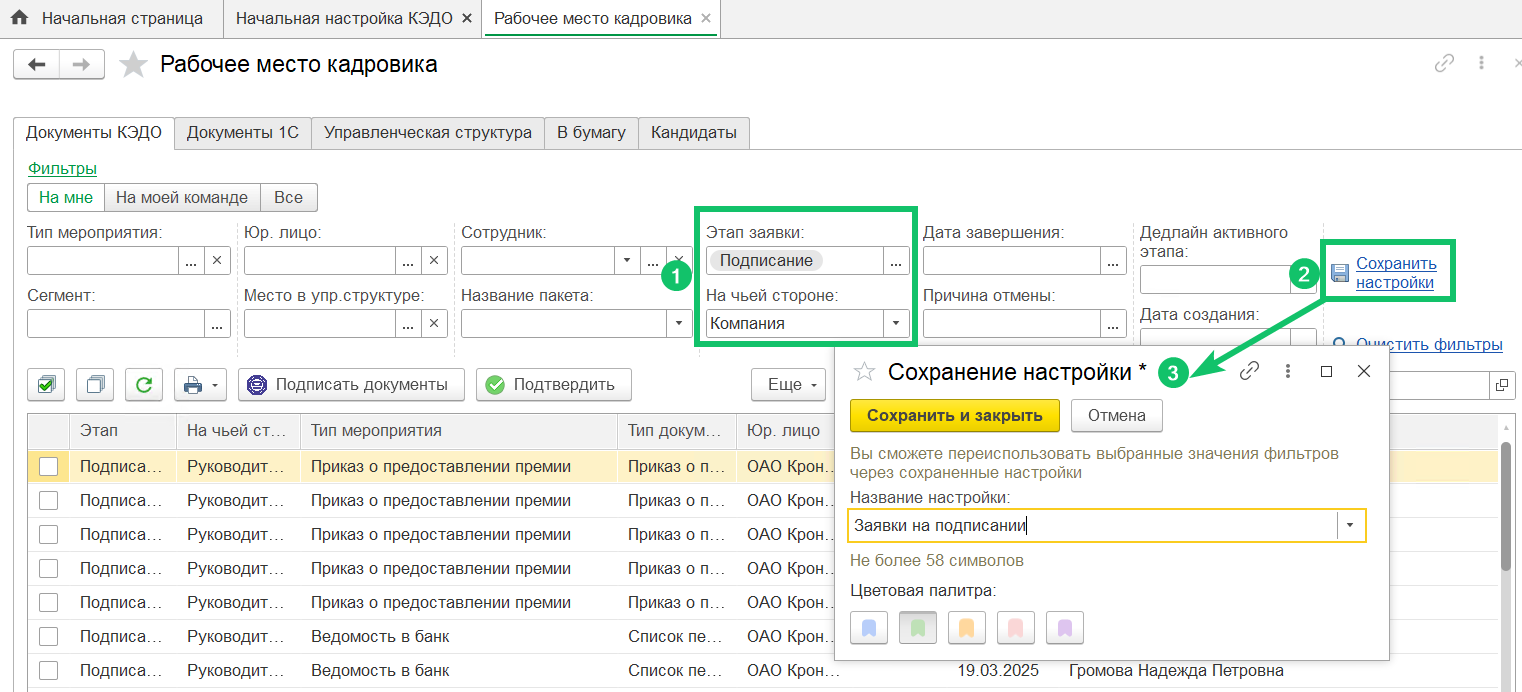 Начальная страница
Начальная настройка КЭДО
Рабочее место кадровика
Рабочее место кадровика
Документы КЭДО
Документы 1С
Управленческая структура
В бумагу
Кандидаты
Фильтры
На мне
На моей команде
Все
Тип мероприятия:
Юр. лицо:
Сотрудник:
Этап заявки:
Подписание
Дата завершения:
Дедлайн активного
этапа:
1
2
Сохранить
настройки
Сегмент:
Место в упр.структуре:
Название пакета:
На чьей стороне:
Компания
Причина отмены:
Дата создания:
Очистить фильтры
Подписать документы
Подтвердить
Еще
Этап
На чьей ст...
Тип мероприятия
Тип докум...
Юр. лицо
Подписа...
Руководит...
Приказ о предоставлении премии
Приказ о п...
ОАО Крон...
Подписа...
Руководит...
Приказ о предоставлении премии
Приказ о п...
ОАО Крон...
Подписа...
Руководит...
Приказ о предоставлении премии
Приказ о п...
ОАО Крон...
Подписа...
Руководит...
Приказ о предоставлении премии
Приказ о п...
ОАО Крон...
Подписа...
Руководит...
Приказ о предоставлении премии
Приказ о п...
ОАО Крон...
Подписа...
Руководит...
Ведомость в банк
Список пе...
ОАО Крон...
Подписа...
Руководит...
Ведомость в банк
Список пе...
ОАО Крон...
19.03.2025
Громова Надежда Петровна
Сохранение настройки *
3
Сохранить и закрыть
Отмена
Вы сможете переиспользовать выбранные значения фильтров
через сохраненные настройки
Название настройки:
Заявки на подписании
Не более 58 символов
Цветовая палитра: